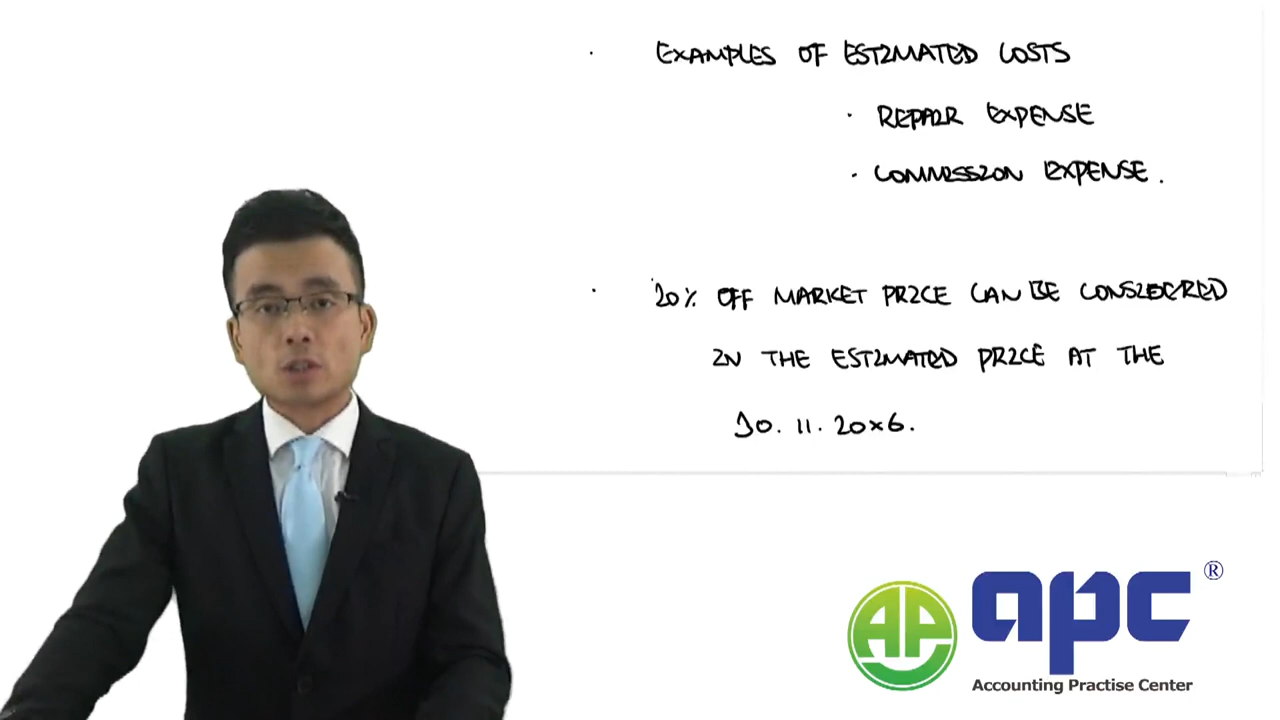 · EXAMPLES OF ESTIMATED COSTS
· REPAIR EXPENSE
· COMMISSION EXPENSE.
· 20% OFF MARKET PRICE CAN BE CONSIDERED
IN THE ESTIMATED PRICE AT THE
30.11.20x6.
AP apc®
Accounting Practise Center